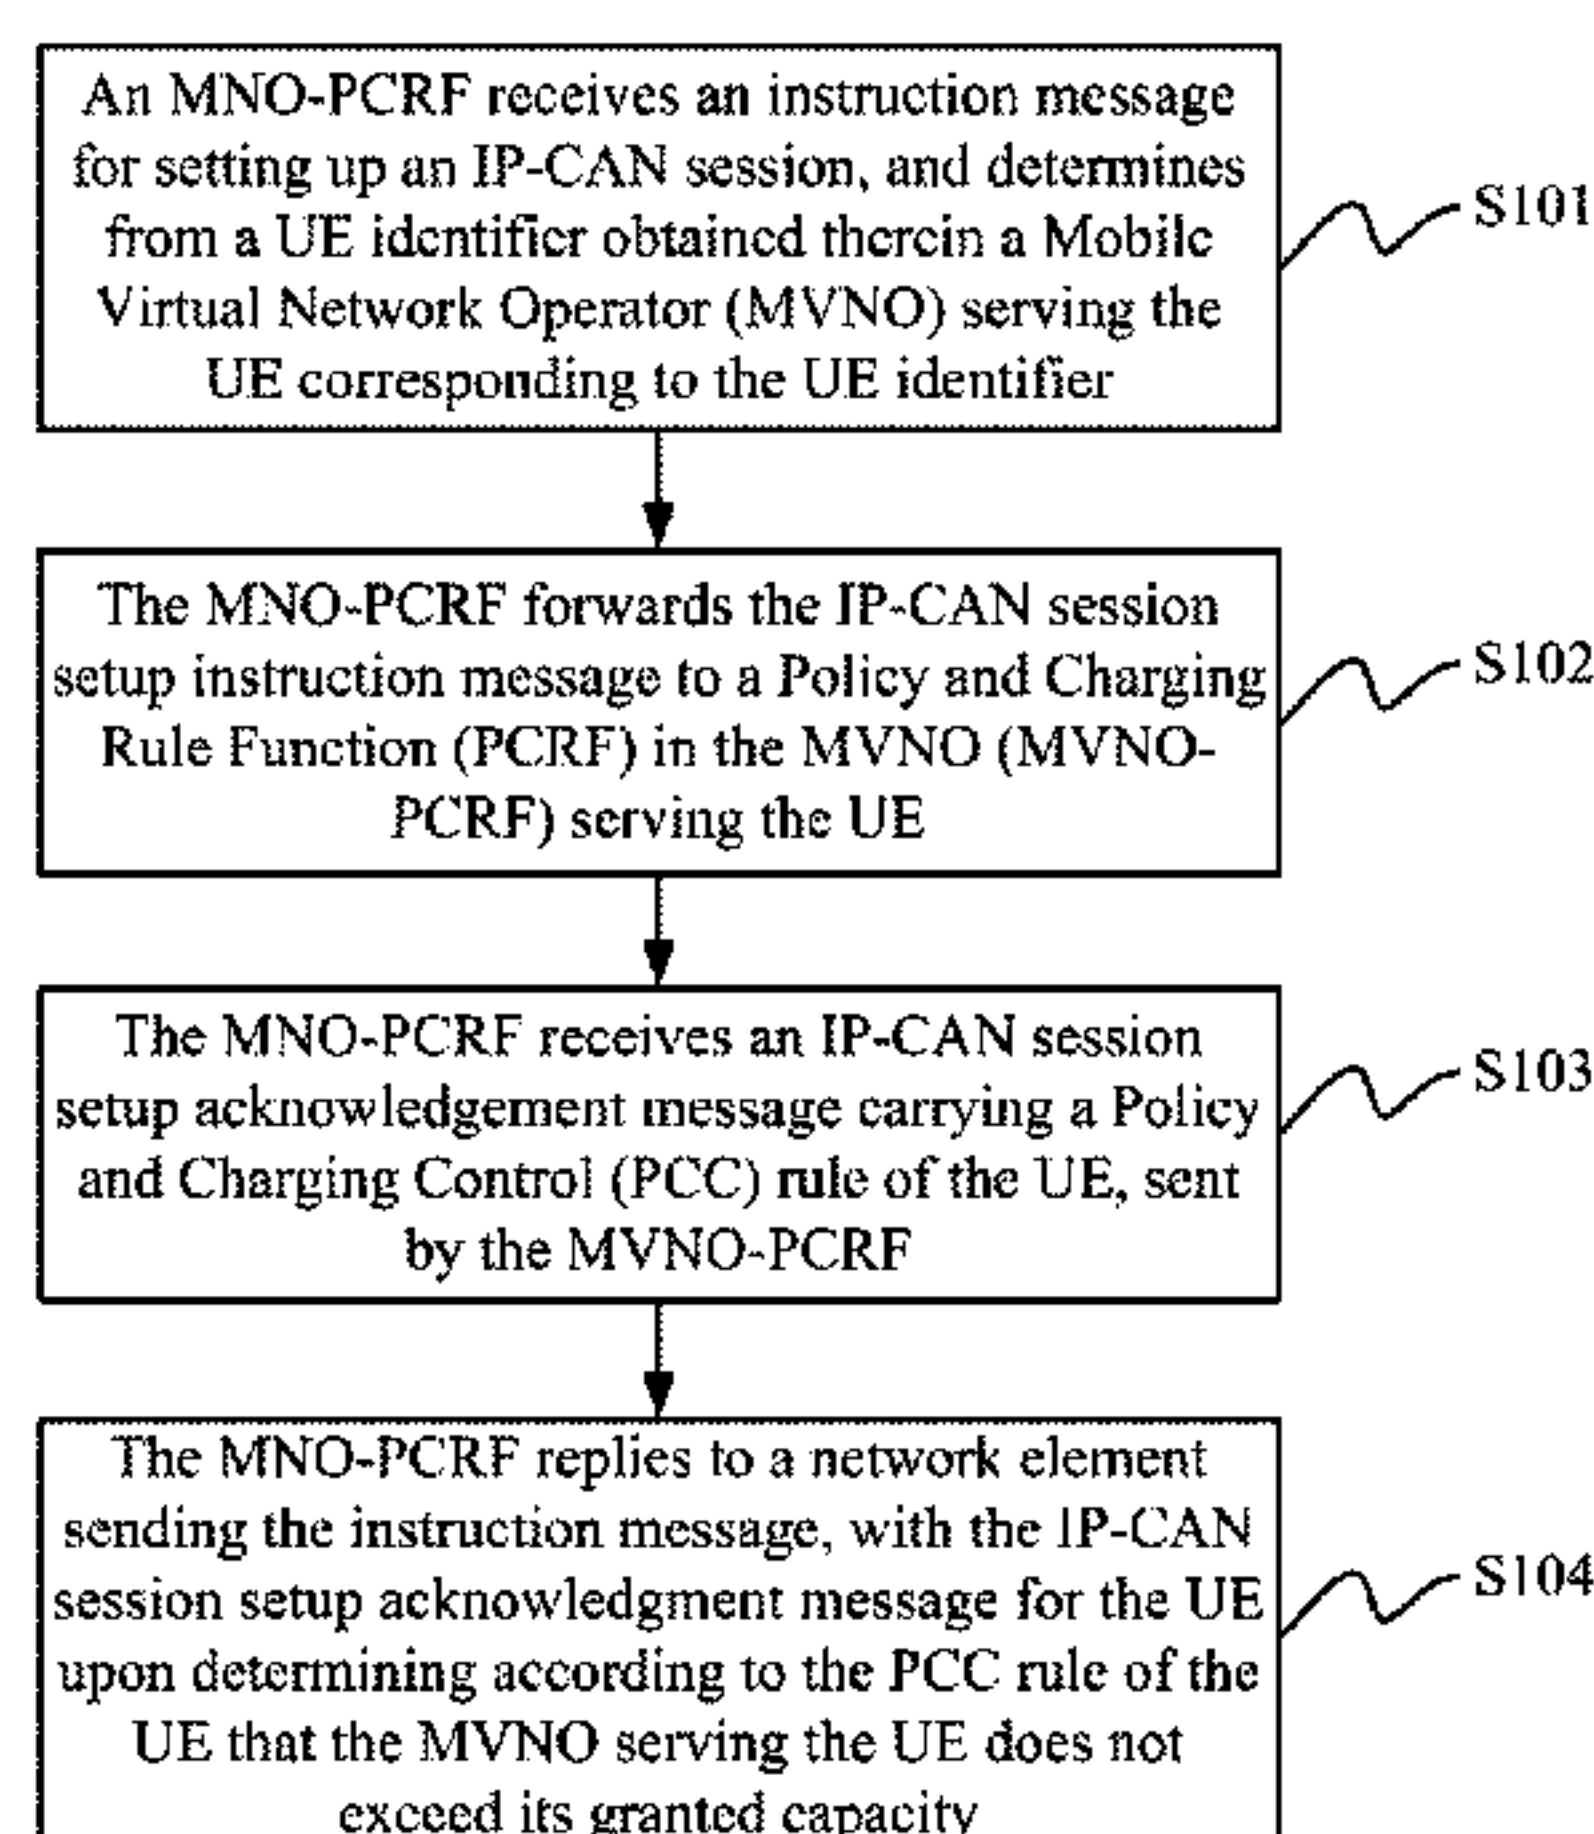 An MNO-PCRF receives an instruction message
for setting up an IP-CAN session, and determines
from a UE identifier obtained therein a Mobile
Virtual Network Operator (MVNO) serving the
UE corresponding to the UE identifier
S101
The MNO-PCRF forwards the IP-CAN session
setup instruction message to a Policy and Charging
Rule Function (PCRF) in the MVNO (MVNO-
PCRF) serving the UE
S102
The MNO-PCRF receives an IP-CAN session
setup acknowledgement message carrying a Policy
and Charging Control (PCC) rule of the UE, sent
by the MVNO-PCRF
S103
The MNO-PCRF replies to a network element
sending the instruction message, with the IP-CAN
session setup acknowledgment message for the UE
upon determining according to the PCC rule of the
UE that the MVNO serving the UE does not
exceed its granted capacity
S104